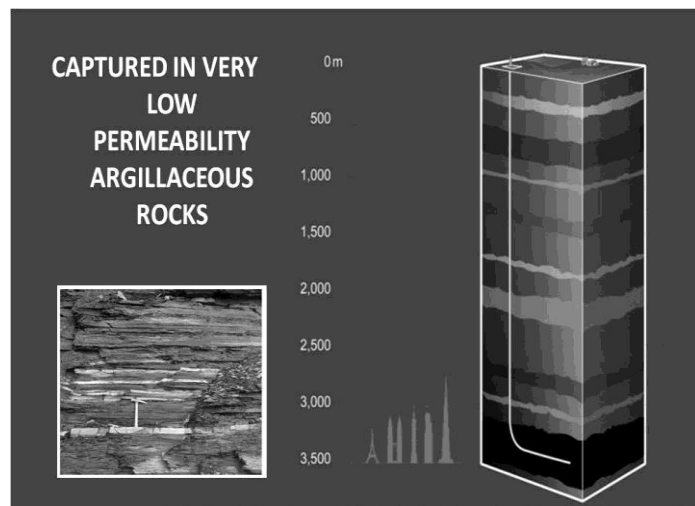 CAPTURED IN VERY
LOW
PERMEABILITY
ARGILLACEOUS
ROCKS
0 m
500
1,000
1,500
2,000
2,500
3,000
3,500